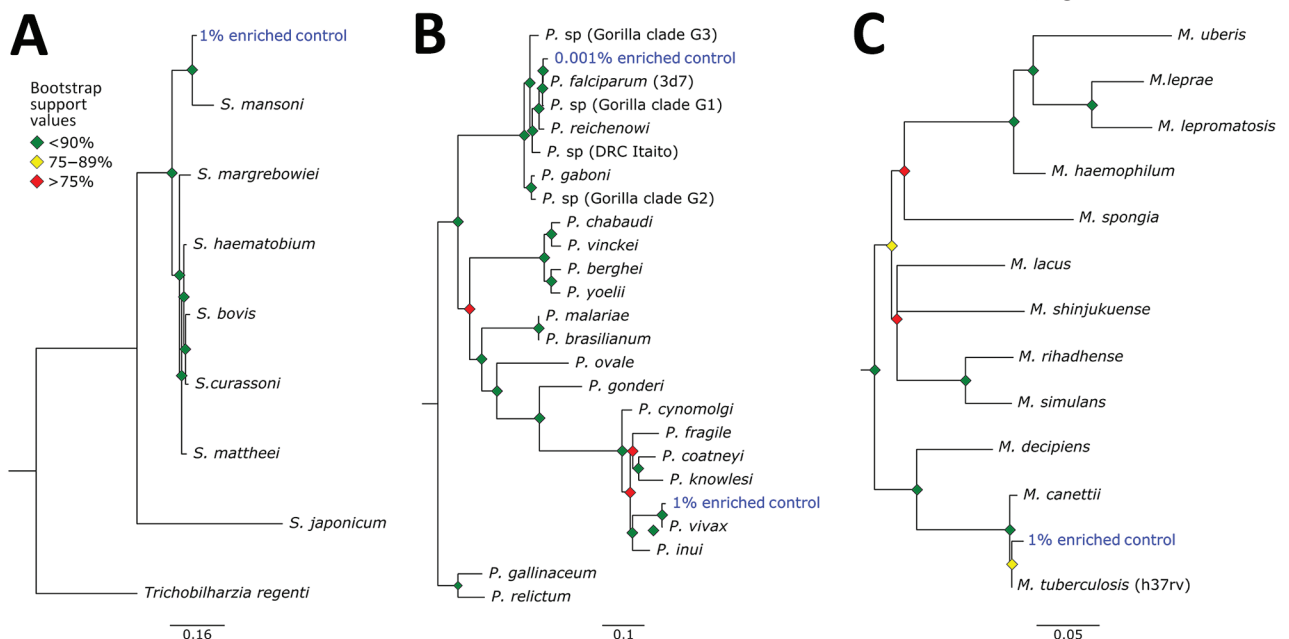 A
1% enriched control
S. mansoni
Bootstrap
support
values
<90%
75–89%
>75%
S. margrebowiei
S. haematobium
S. bovis
S.curassoni
S. mattheei
S. japonicum
Trichobilharzia regenti
0.16
B
P. sp (Gorilla clade G3)
0.001% enriched control
P. falciparum (3d7)
P. sp (Gorilla clade G1)
P. reichenowi
P. sp (DRC Itaito)
P. gaboni
P. sp (Gorilla clade G2)
P. chabaudi
P. vinckei
P. berghei
P. yoelii
P. malariae
P. brasilianum
P. ovale
P. gonderi
P. cynomolgi
P. fragile
P. coatneyi
P. knowlesi
1% enriched control
P. vivax
P. inui
P. gallinaceum
P. relictum
0.1
C
M. uberis
M.leprae
M. lepromatosis
M. haemophilum
M. spongia
M. lacus
M. shinjukuense
M. rihadhense
M. simulans
M. decipiens
M. canettii
1% enriched control
M. tuberculosis (h37rv)
0.05